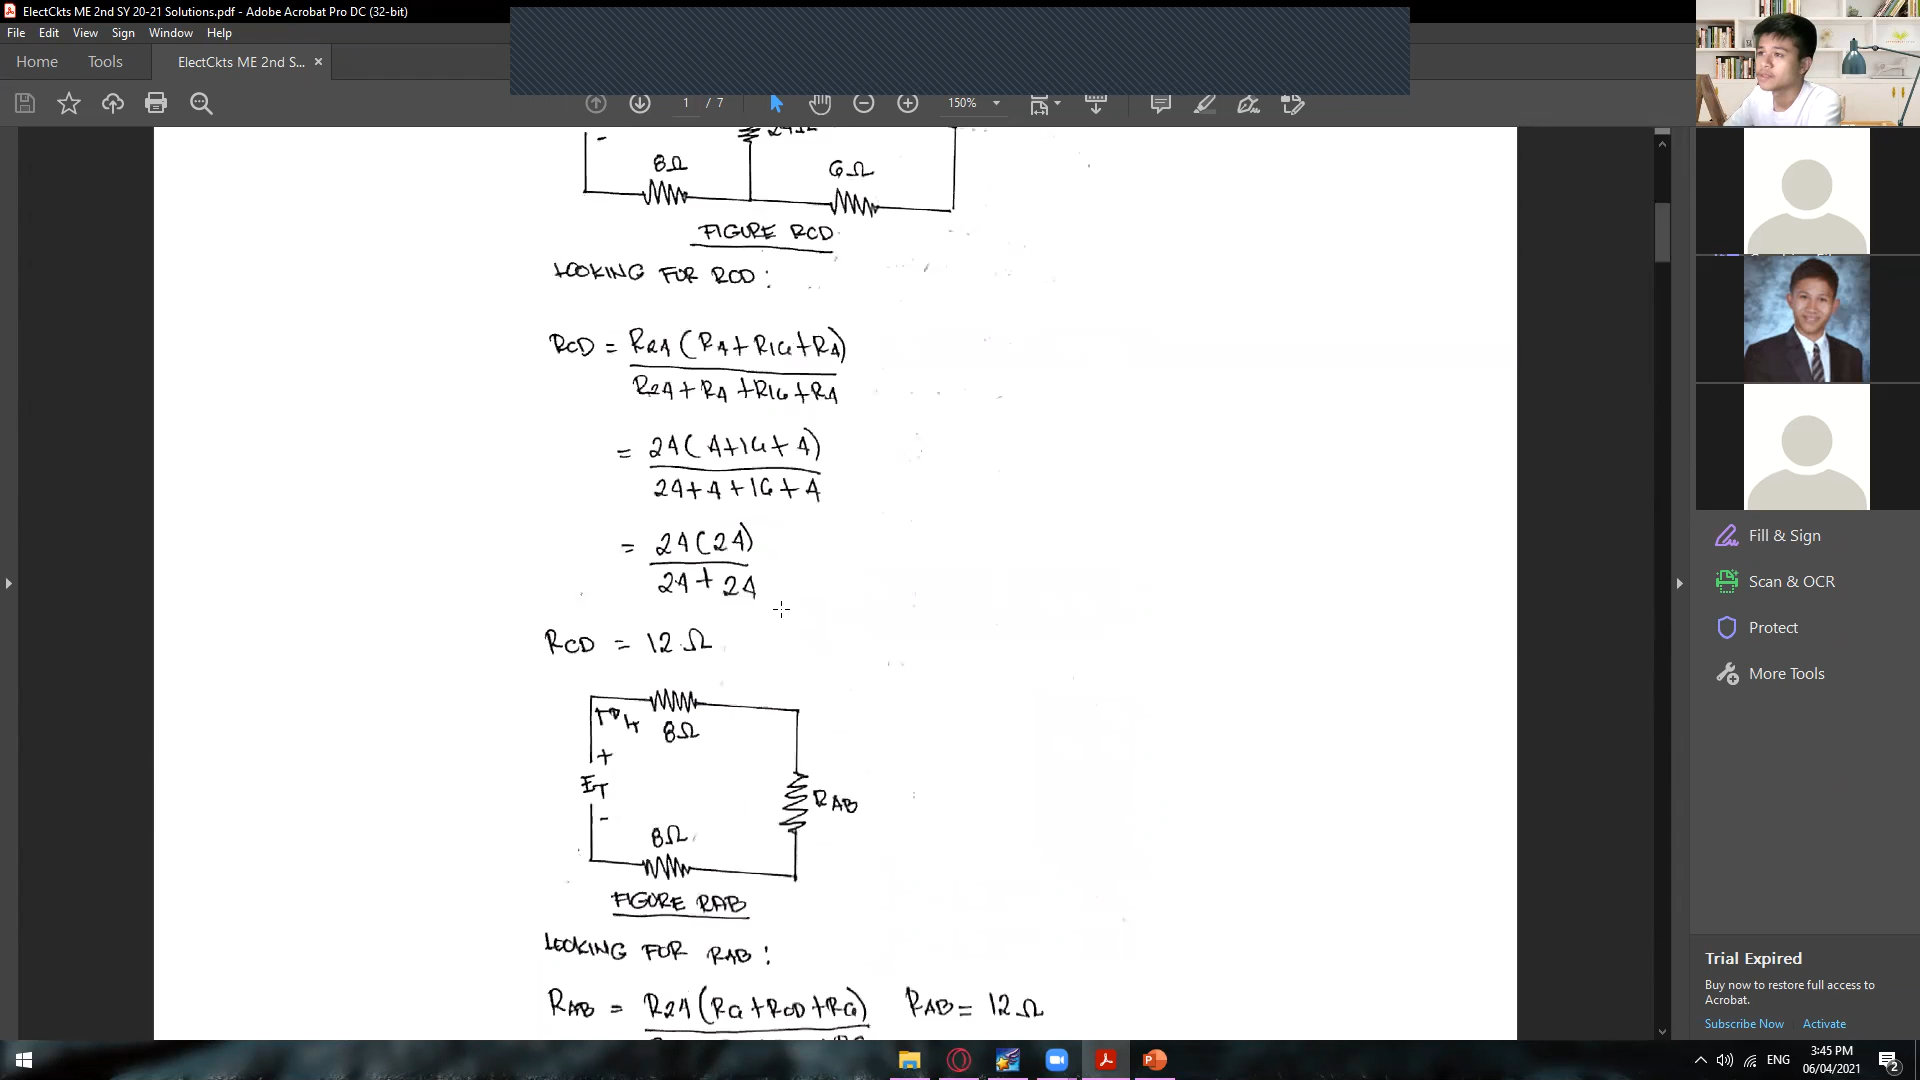 ElectCkts ME 2nd SY 20-21 Solutions.pdf - Adobe Acrobat Pro DC (32-bit)
File Edit View Sign Window Help
Home Tools ElectCkts ME 2nd S... ×
1 / 7 150%
24Ω
-
8Ω 6Ω
FIGURE RCD
LOOKING FOR RCD :
RCD = R24 (R4+R16+R4)
R24+R4+R16+R4
= 24(4+16+4)
24+4+16+4
= 24(24)
24+24
RCD = 12Ω
8Ω
+
ET
-
RAB
8Ω
FIGURE RAB
LOOKING FOR RAB :
RAB = R24(R6+RCD+R6) RAB = 12Ω
Fill & Sign
Scan & OCR
Protect
More Tools
Trial Expired
Buy now to restore full access to
Acrobat.
Subscribe Now Activate
ENG
3:45 PM
06/04/2021
2